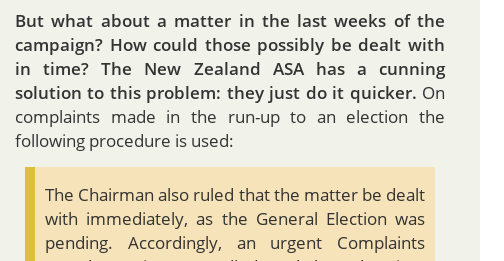 But what about a matter in the last weeks of the
campaign? How could those possibly be dealt with
in time? The New Zealand ASA has a cunning
solution to this problem: they just do it quicker. On
complaints made in the run-up to an election the
following procedure is used:
The Chairman also ruled that the matter be dealt
with immediately, as the General Election was
pending. Accordingly, an urgent Complaints